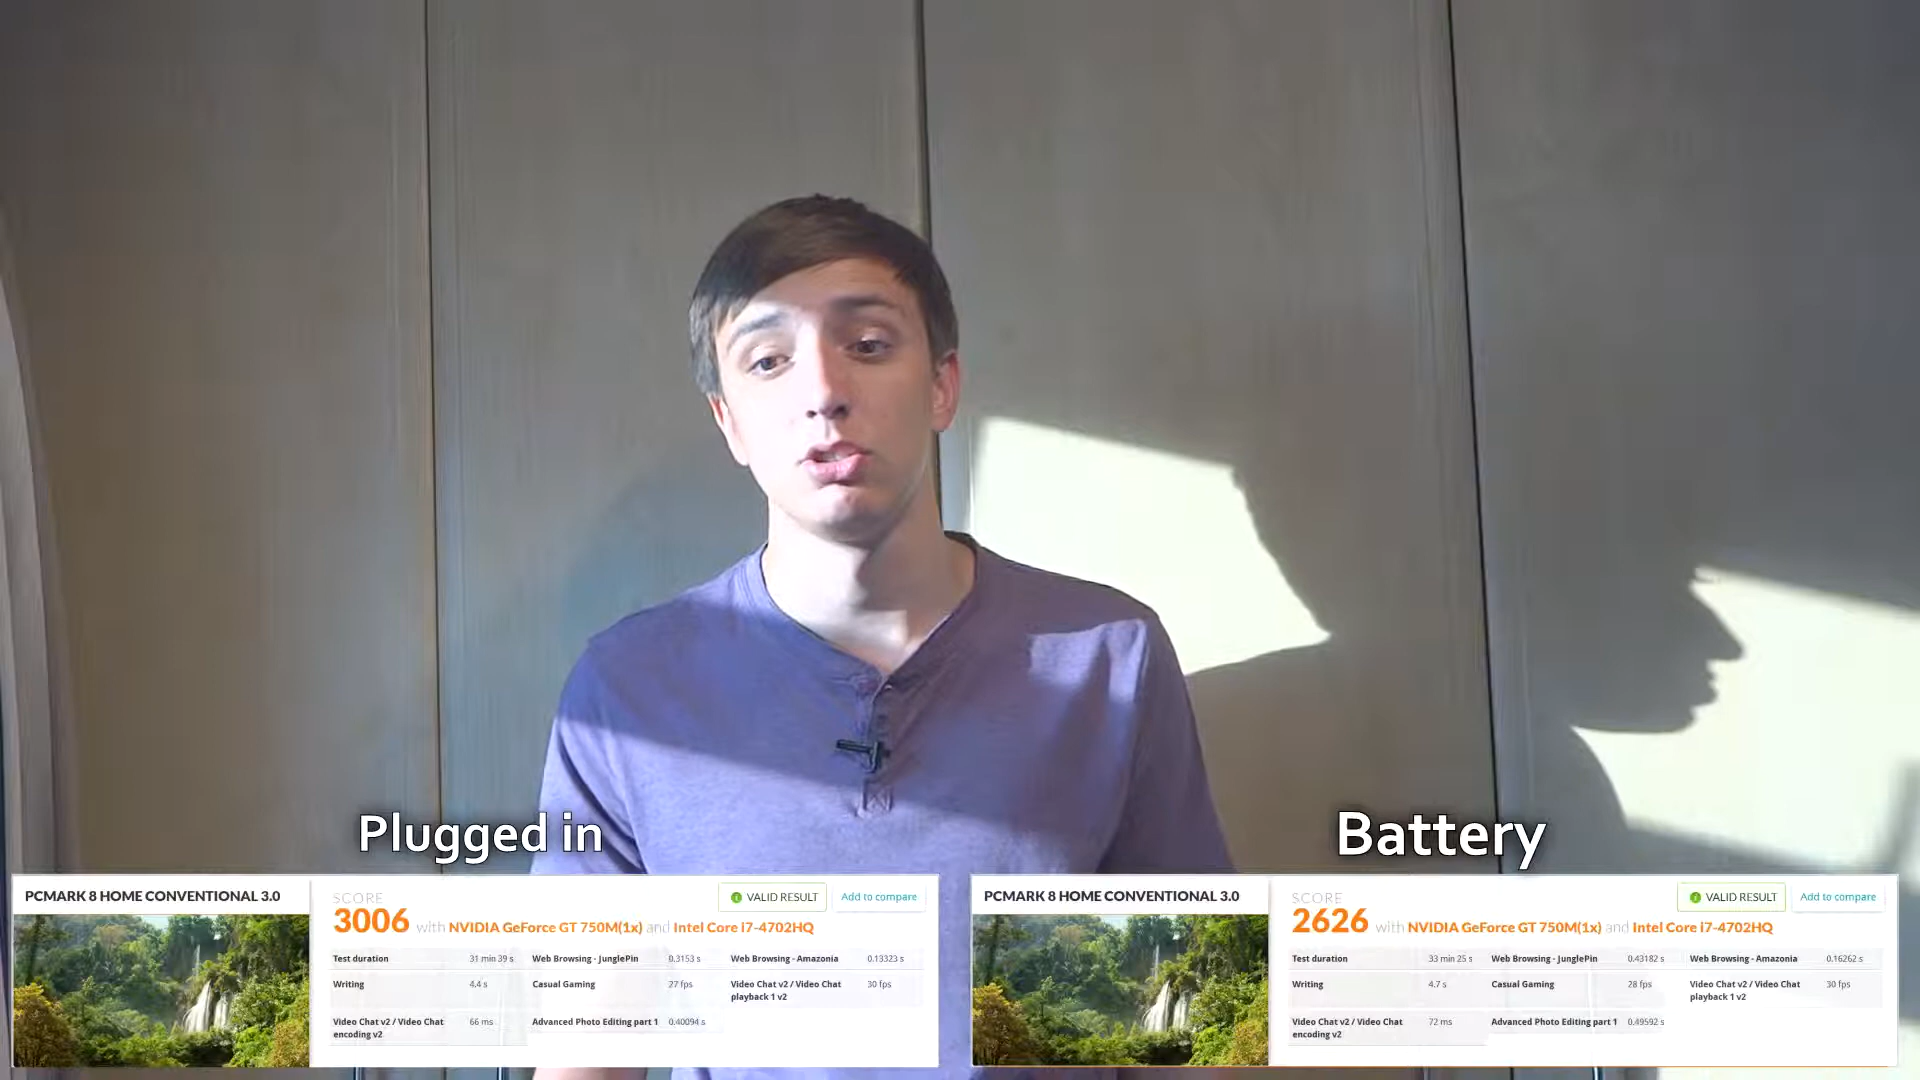 Plugged in
Battery
PCMARK 8 HOME CONVENTIONAL 3.0
SCORE
VALID RESULT
Add to compare
3006 with NVIDIA GeForce GT 750M(1x) and Intel Core i7-4702HQ
Test duration 31 min 39 s Web Browsing - JunglePin 0.3153 s Web Browsing - Amazonia 0.13323 s
Writing 4.4 s Casual Gaming 27 fps Video Chat v2 / Video Chat
playback 1 v2 30 fps
Video Chat v2 / Video Chat
encoding v2 66 ms Advanced Photo Editing part 1 0.40094 s
PCMARK 8 HOME CONVENTIONAL 3.0
SCORE
VALID RESULT
Add to compare
2626 with NVIDIA GeForce GT 750M(1x) and Intel Core i7-4702HQ
Test duration 33 min 25 s Web Browsing - JunglePin 0.43182 s Web Browsing - Amazonia 0.16262 s
Writing 4.7 s Casual Gaming 28 fps Video Chat v2 / Video Chat
playback 1 v2 30 fps
Video Chat v2 / Video Chat
encoding v2 72 ms Advanced Photo Editing part 1 0.49592 s